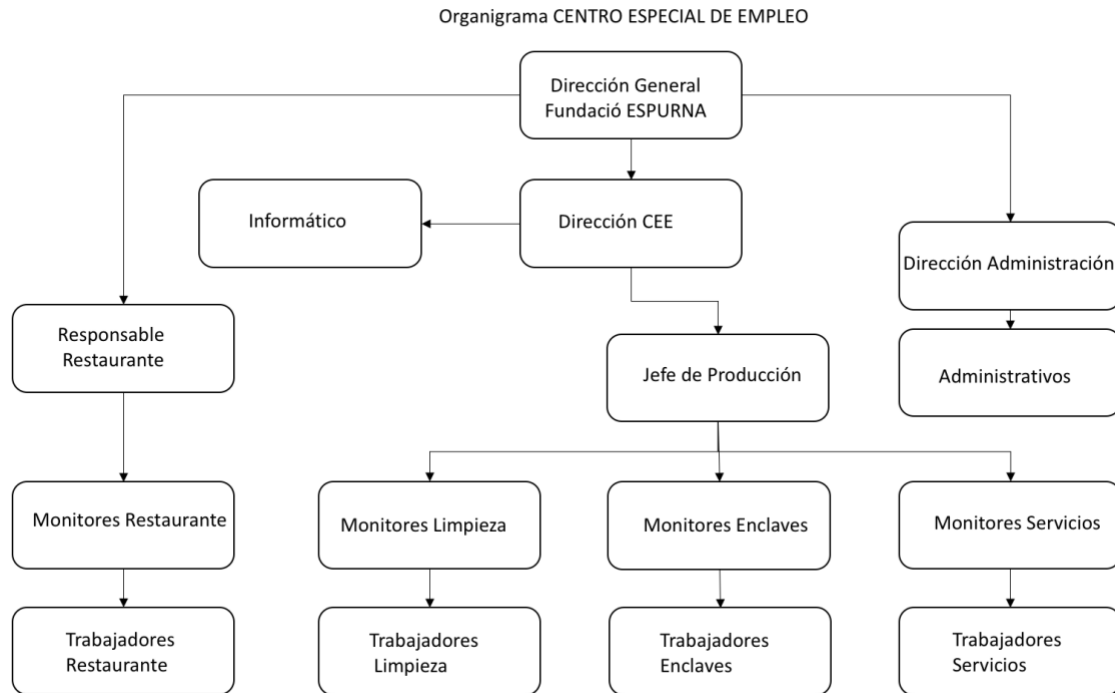 Organigrama CENTRO ESPECIAL DE EMPLEO
Dirección General
Fundació ESPURNA
Informático
Dirección CEE
Dirección Administración
Responsable
Restaurante
Jefe de Producción
Administrativos
Monitores Restaurante
Monitores Limpieza
Monitores Enclaves
Monitores Servicios
Trabajadores
Restaurante
Trabajadores
Limpieza
Trabajadores
Enclaves
Trabajadores
Servicios